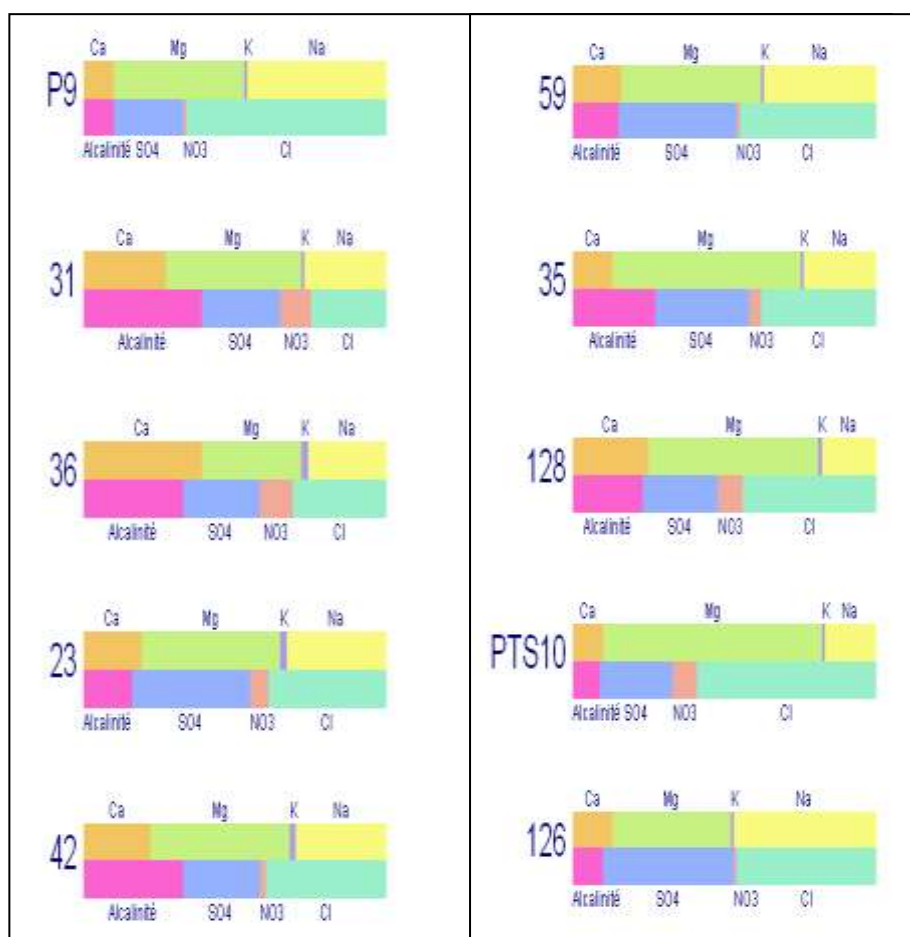 Ca Mg K Na
P9
Alcalinité SO4 NO3 Cl
Ca Mg K Na
31
Alcalinité SO4 NO3 Cl
Ca Mg K Na
36
Alcalinité SO4 NO3 Cl
Ca Mg K Na
23
Alcalinité SO4 NO3 Cl
Ca Mg K Na
42
Alcalinité SO4 NO3 Cl
Ca Mg K Na
59
Alcalinité SO4 NO3 Cl
Ca Mg K Na
35
Alcalinité SO4 NO3 Cl
Ca Mg K Na
128
Alcalinité SO4 NO3 Cl
Ca Mg K Na
PTS10
Alcalinité SO4 NO3 Cl
Ca Mg K Na
126
Alcalinité SO4 NO3 Cl